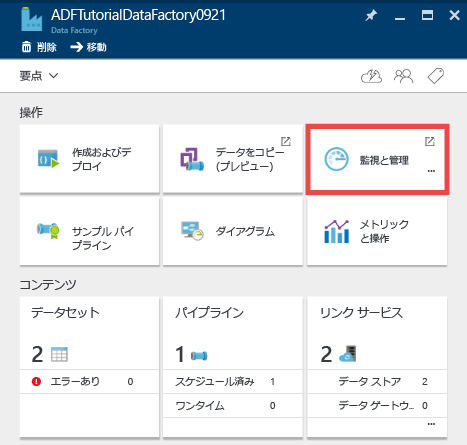 ADFTutorialDataFactory0921
Data Factory
削除 移動
要点
操作
作成およびデ
プロイ
データをコピー
(プレビュー)
監視と管理
...
サンプル パイ
プライン
ダイアグラム
メトリック
と操作
コンテンツ
データセット
2
エラーあり 0
パイプライン
1
スケジュール済み 1
ワンタイム 0
リンク サービス
2
データ ストア 2
データ ゲートウ... 0
...